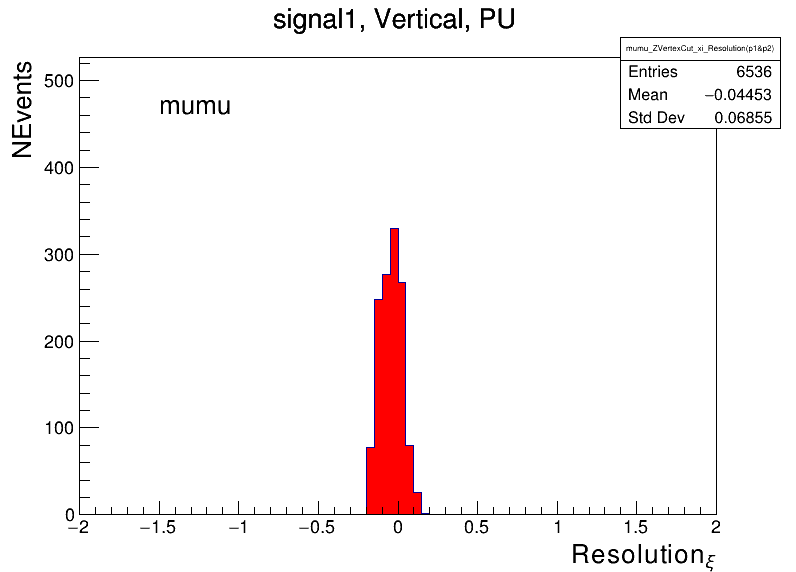 signal1, Vertical, PU
mumu_ZVertexCut_xi_Resolution(p1&p2)
Entries 6536
Mean −0.04453
Std Dev 0.06855
NEvents
mumu
500
400
300
200
100
0
−2 −1.5 −1 −0.5 0 0.5 1 1.5 2
Resolutionξ